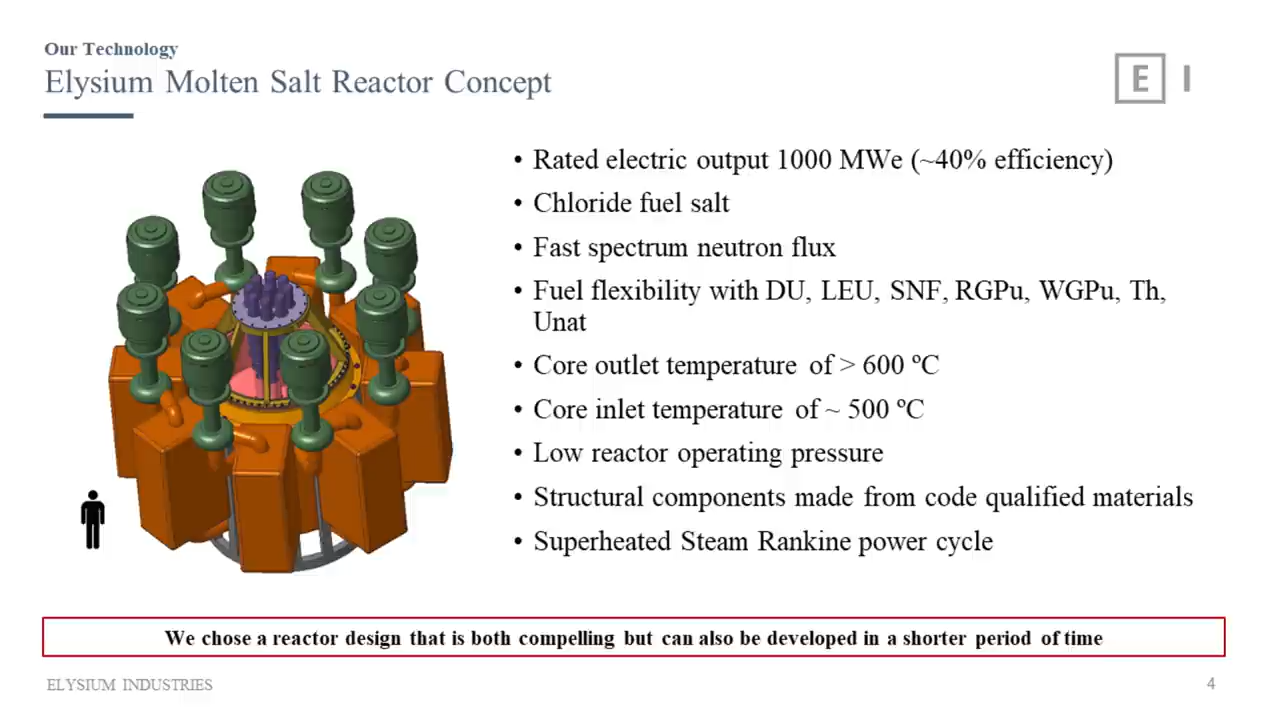 Our Technology
Elysium Molten Salt Reactor Concept
E I
• Rated electric output 1000 MWe (~40% efficiency)
• Chloride fuel salt
• Fast spectrum neutron flux
• Fuel flexibility with DU, LEU, SNF, RGPu, WGPu, Th,
Unat
• Core outlet temperature of > 600 ºC
• Core inlet temperature of ~ 500 ºC
• Low reactor operating pressure
• Structural components made from code qualified materials
• Superheated Steam Rankine power cycle
We chose a reactor design that is both compelling but can also be developed in a shorter period of time
ELYSIUM INDUSTRIES
4